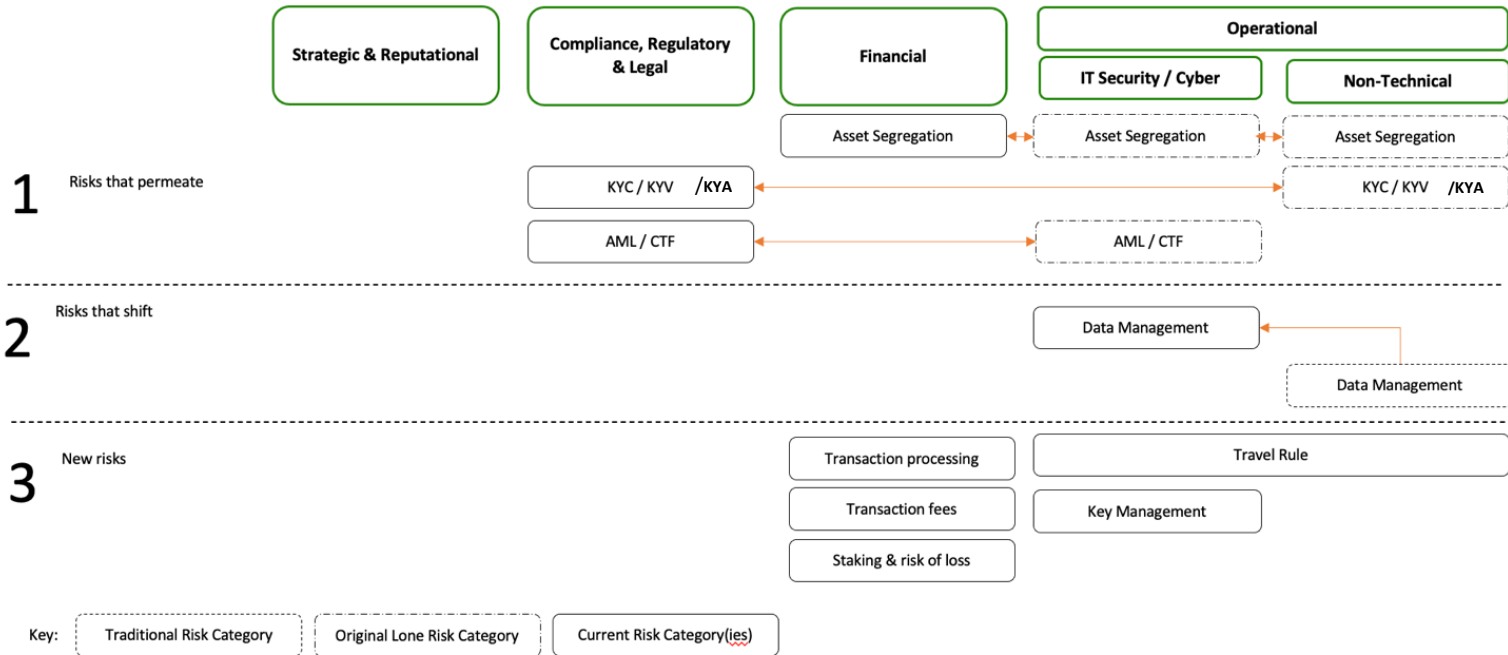 Strategic & Reputational
Compliance, Regulatory
& Legal
Financial
Operational
IT Security / Cyber
Non-Technical
Asset Segregation
Asset Segregation
Asset Segregation
1
Risks that permeate
KYC / KYV /KYA
KYC / KYV /KYA
AML / CTF
AML / CTF
2
Risks that shift
Data Management
Data Management
3
New risks
Transaction processing
Travel Rule
Transaction fees
Key Management
Staking & risk of loss
Key:
Traditional Risk Category
Original Lone Risk Category
Current Risk Category(ies)